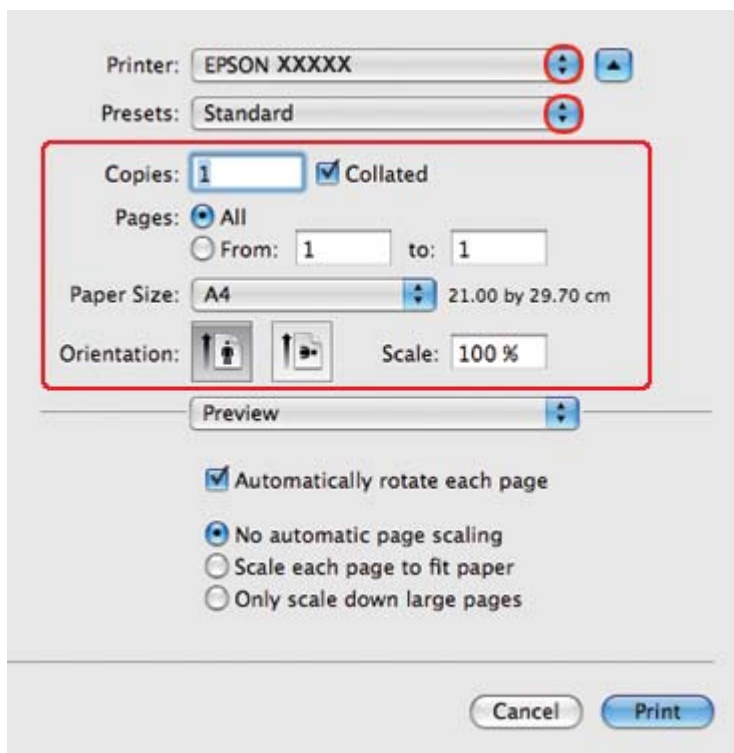 Printer: EPSON XXXXX
Presets: Standard
Copies: 1 Collated
Pages: All
From: 1 to: 1
Paper Size: A4 21.00 by 29.70 cm
Orientation: Scale: 100 %
Preview
Automatically rotate each page
No automatic page scaling
Scale each page to fit paper
Only scale down large pages
Cancel Print